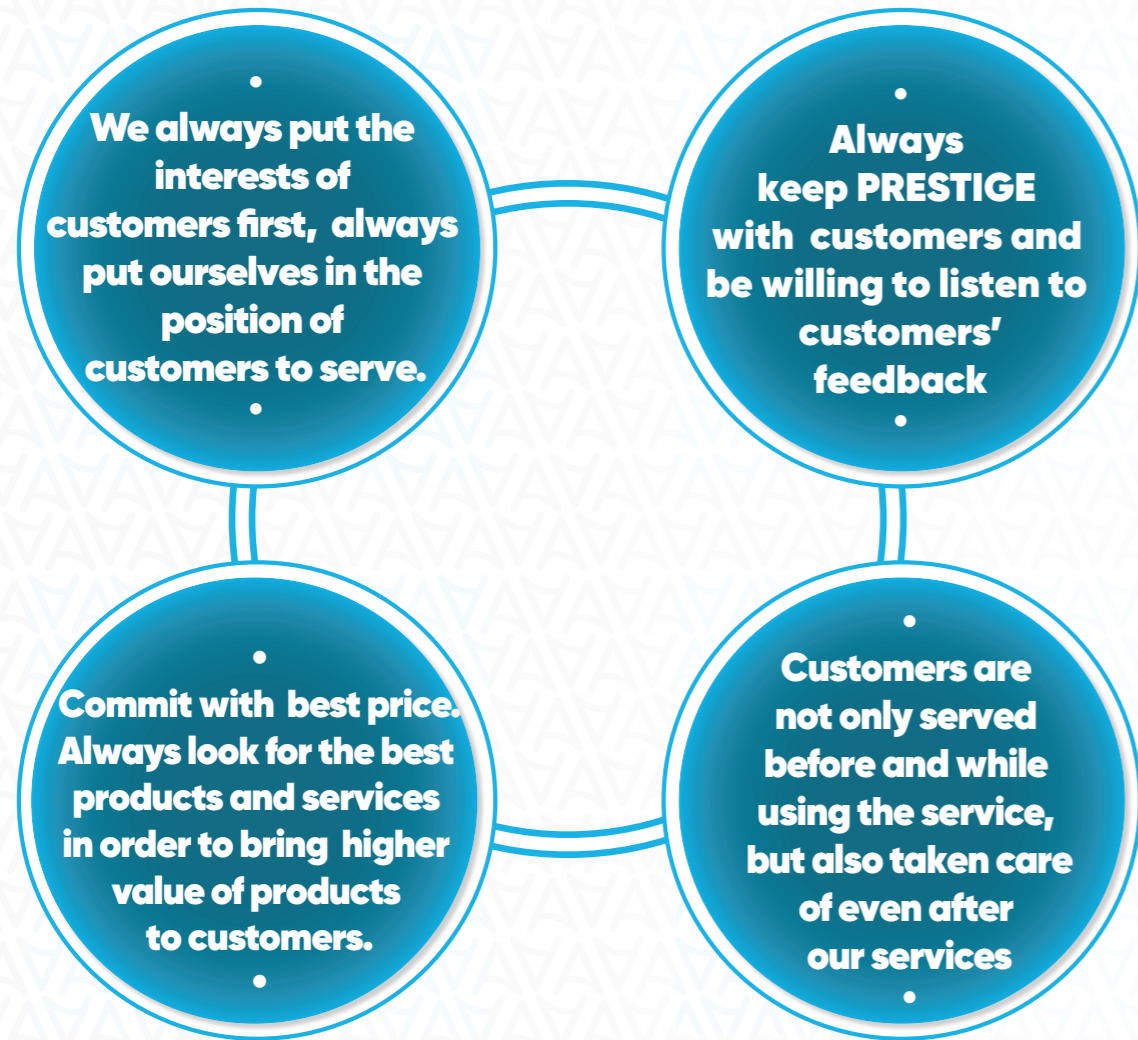 We always put the
interests of
customers first, always
put ourselves in the
position of
customers to serve.
Always
keep PRESTIGE
with customers and
be willing to listen to
customers’
feedback
Commit with best price.
Always look for the best
products and services
in order to bring higher
value of products
to customers.
Customers are
not only served
before and while
using the service,
but also taken care
of even after
our services